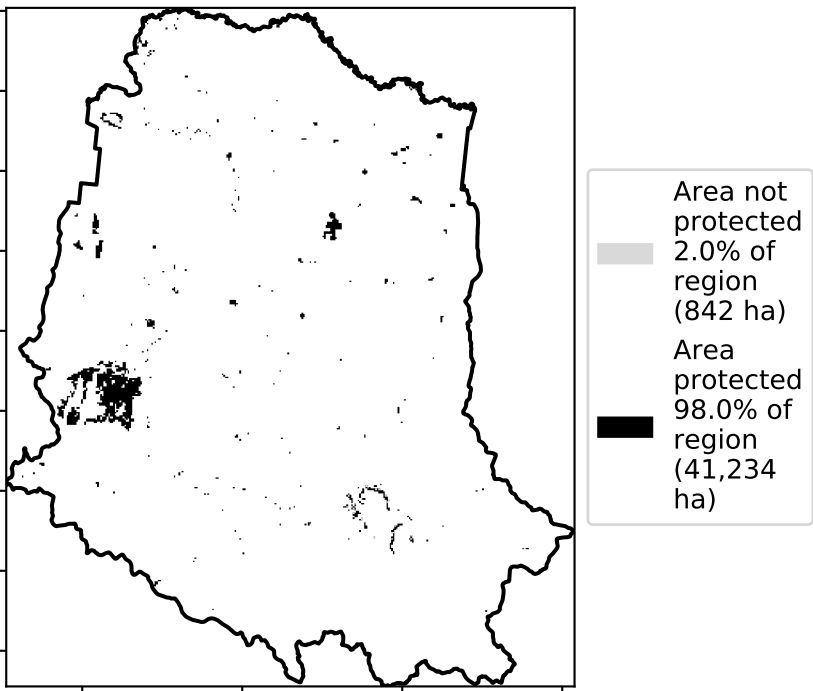 Area not
protected
2.0% of
region
(842 ha)
Area
protected
98.0% of
region
(41,234
ha)